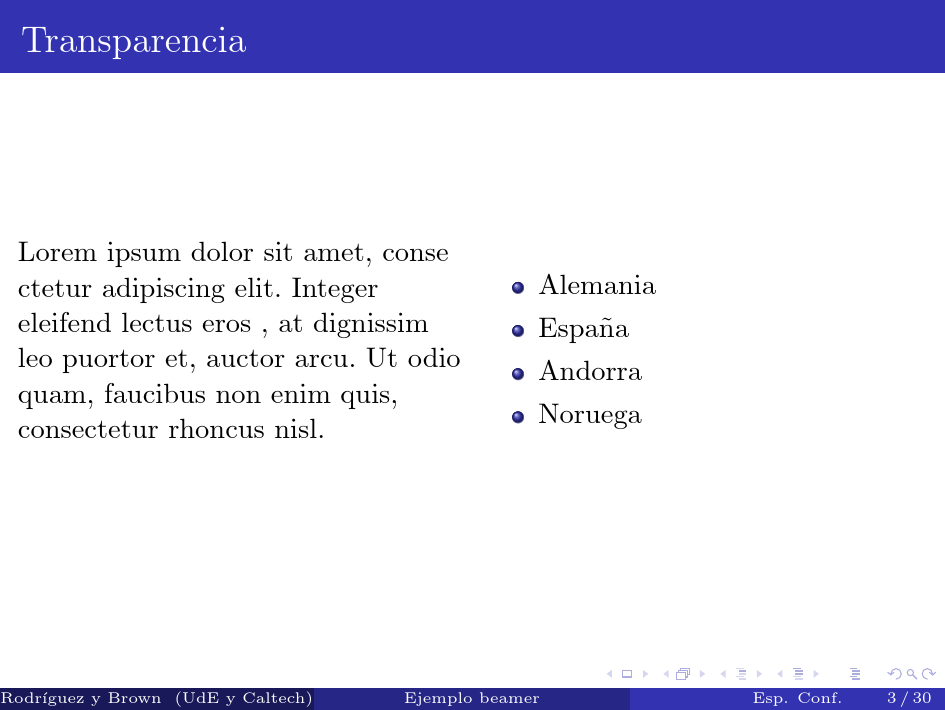 Transparencia
Lorem ipsum dolor sit amet, conse
ctetur adipiscing elit. Integer
eleifend lectus eros , at dignissim
leo puortor et, auctor arcu. Ut odio
quam, faucibus non enim quis,
consectetur rhoncus nisl.
Alemania
España
Andorra
Noruega
Rodríguez y Brown (UdE y Caltech) Ejemplo beamer Esp. Conf. 3 / 30